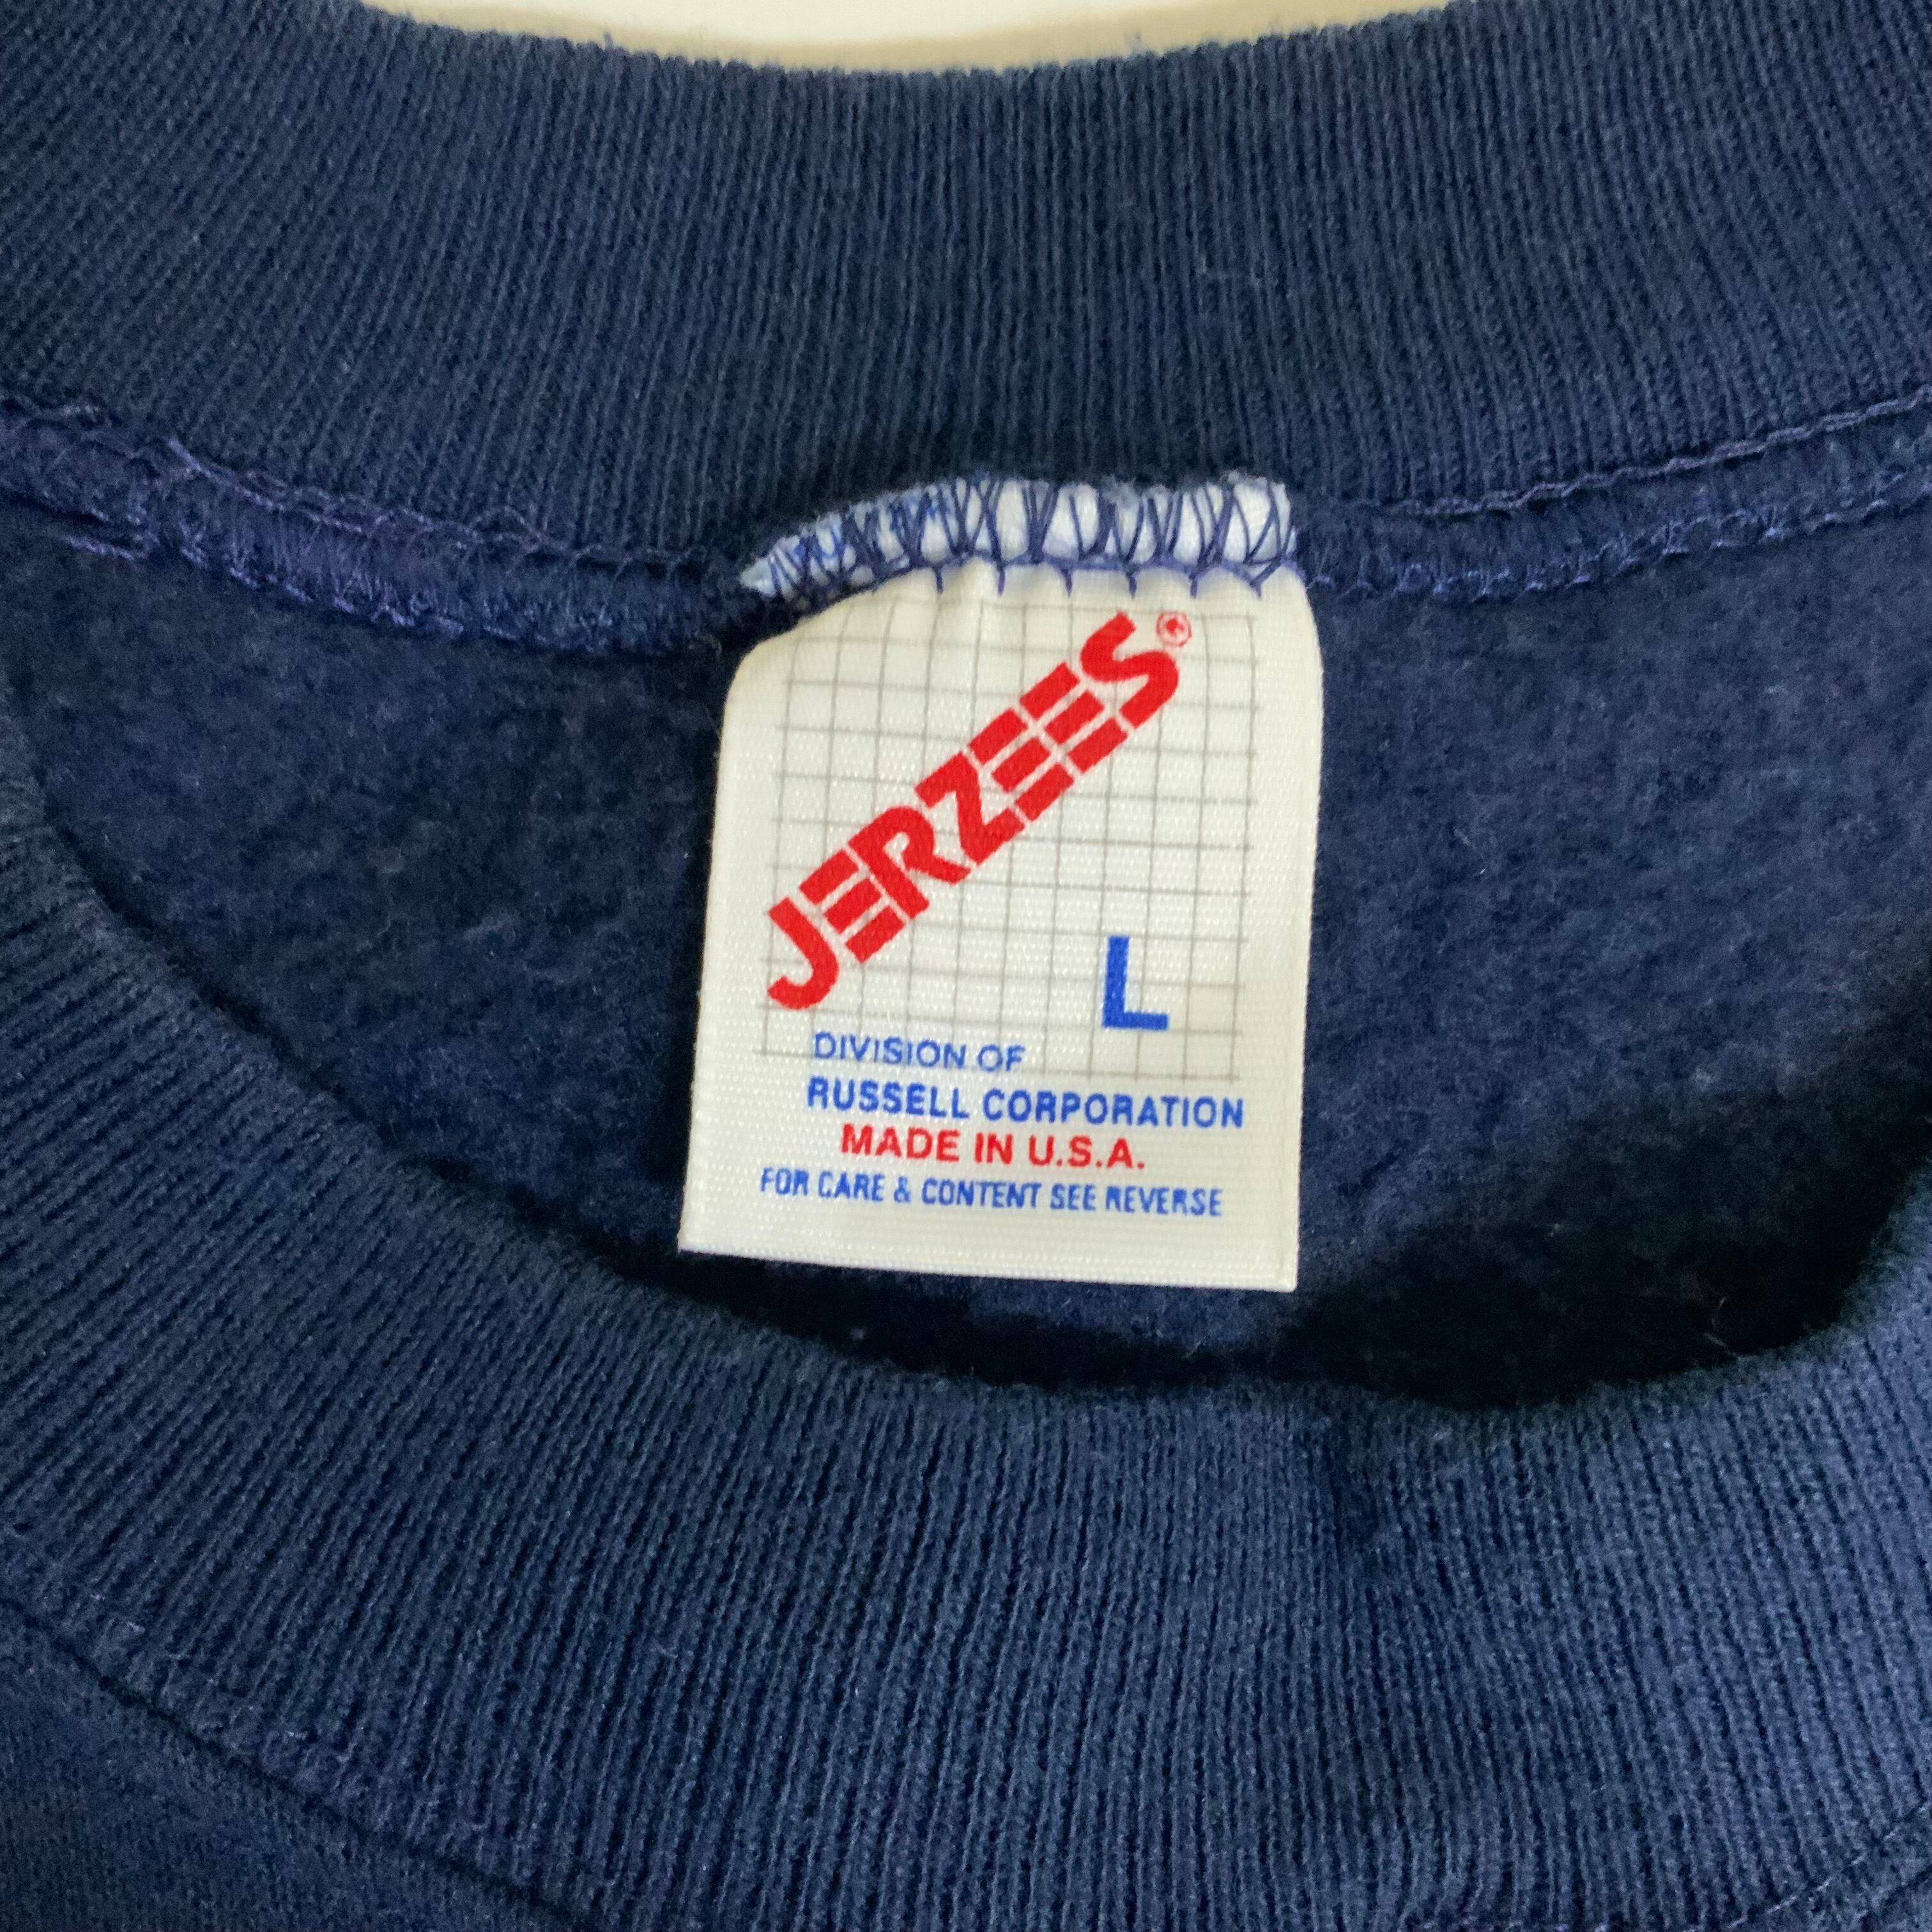 JERZEES®
L
DIVISION OF
RUSSELL CORPORATION
MADE IN U.S.A.
FOR CARE & CONTENT SEE REVERSE